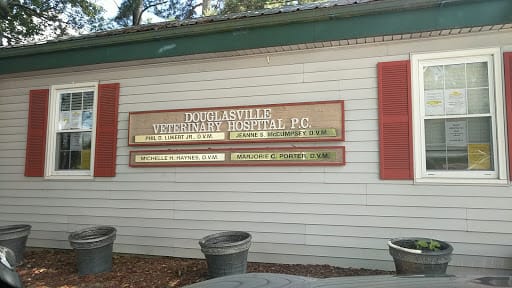 DOUGLASVILLE
VETERINARY HOSPITAL P.C.
PHIL D. LUKERT JR., D.V.M. JEANNE S. McCUMPSEY, D.V.M.
MICHELLE H. HAYNES, D.V.M. MARJORIE C. PORTER, D.V.M.